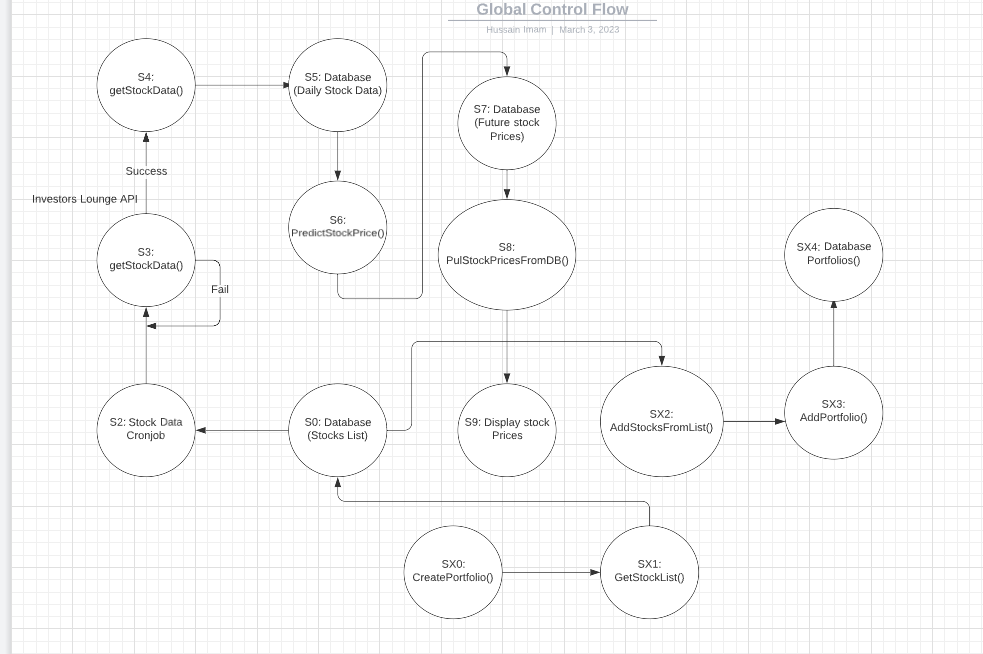 Global Control Flow
Hussain Imam | March 3, 2023
S4:
getStockData()
S5: Database
(Daily Stock Data)
S7: Database
(Future stock
Prices)
Success
Investors Lounge API
S3:
getStockData()
Fail
S6:
PredictStockPrice()
S8:
PulStockPricesFromDB()
SX4: Database
Portfolios()
S2: Stock Data
Cronjob
S0: Database
(Stocks List)
S9: Display stock
Prices
SX2:
AddStocksFromList()
SX3:
AddPortfolio()
SX0:
CreatePortfolio()
SX1:
GetStockList()